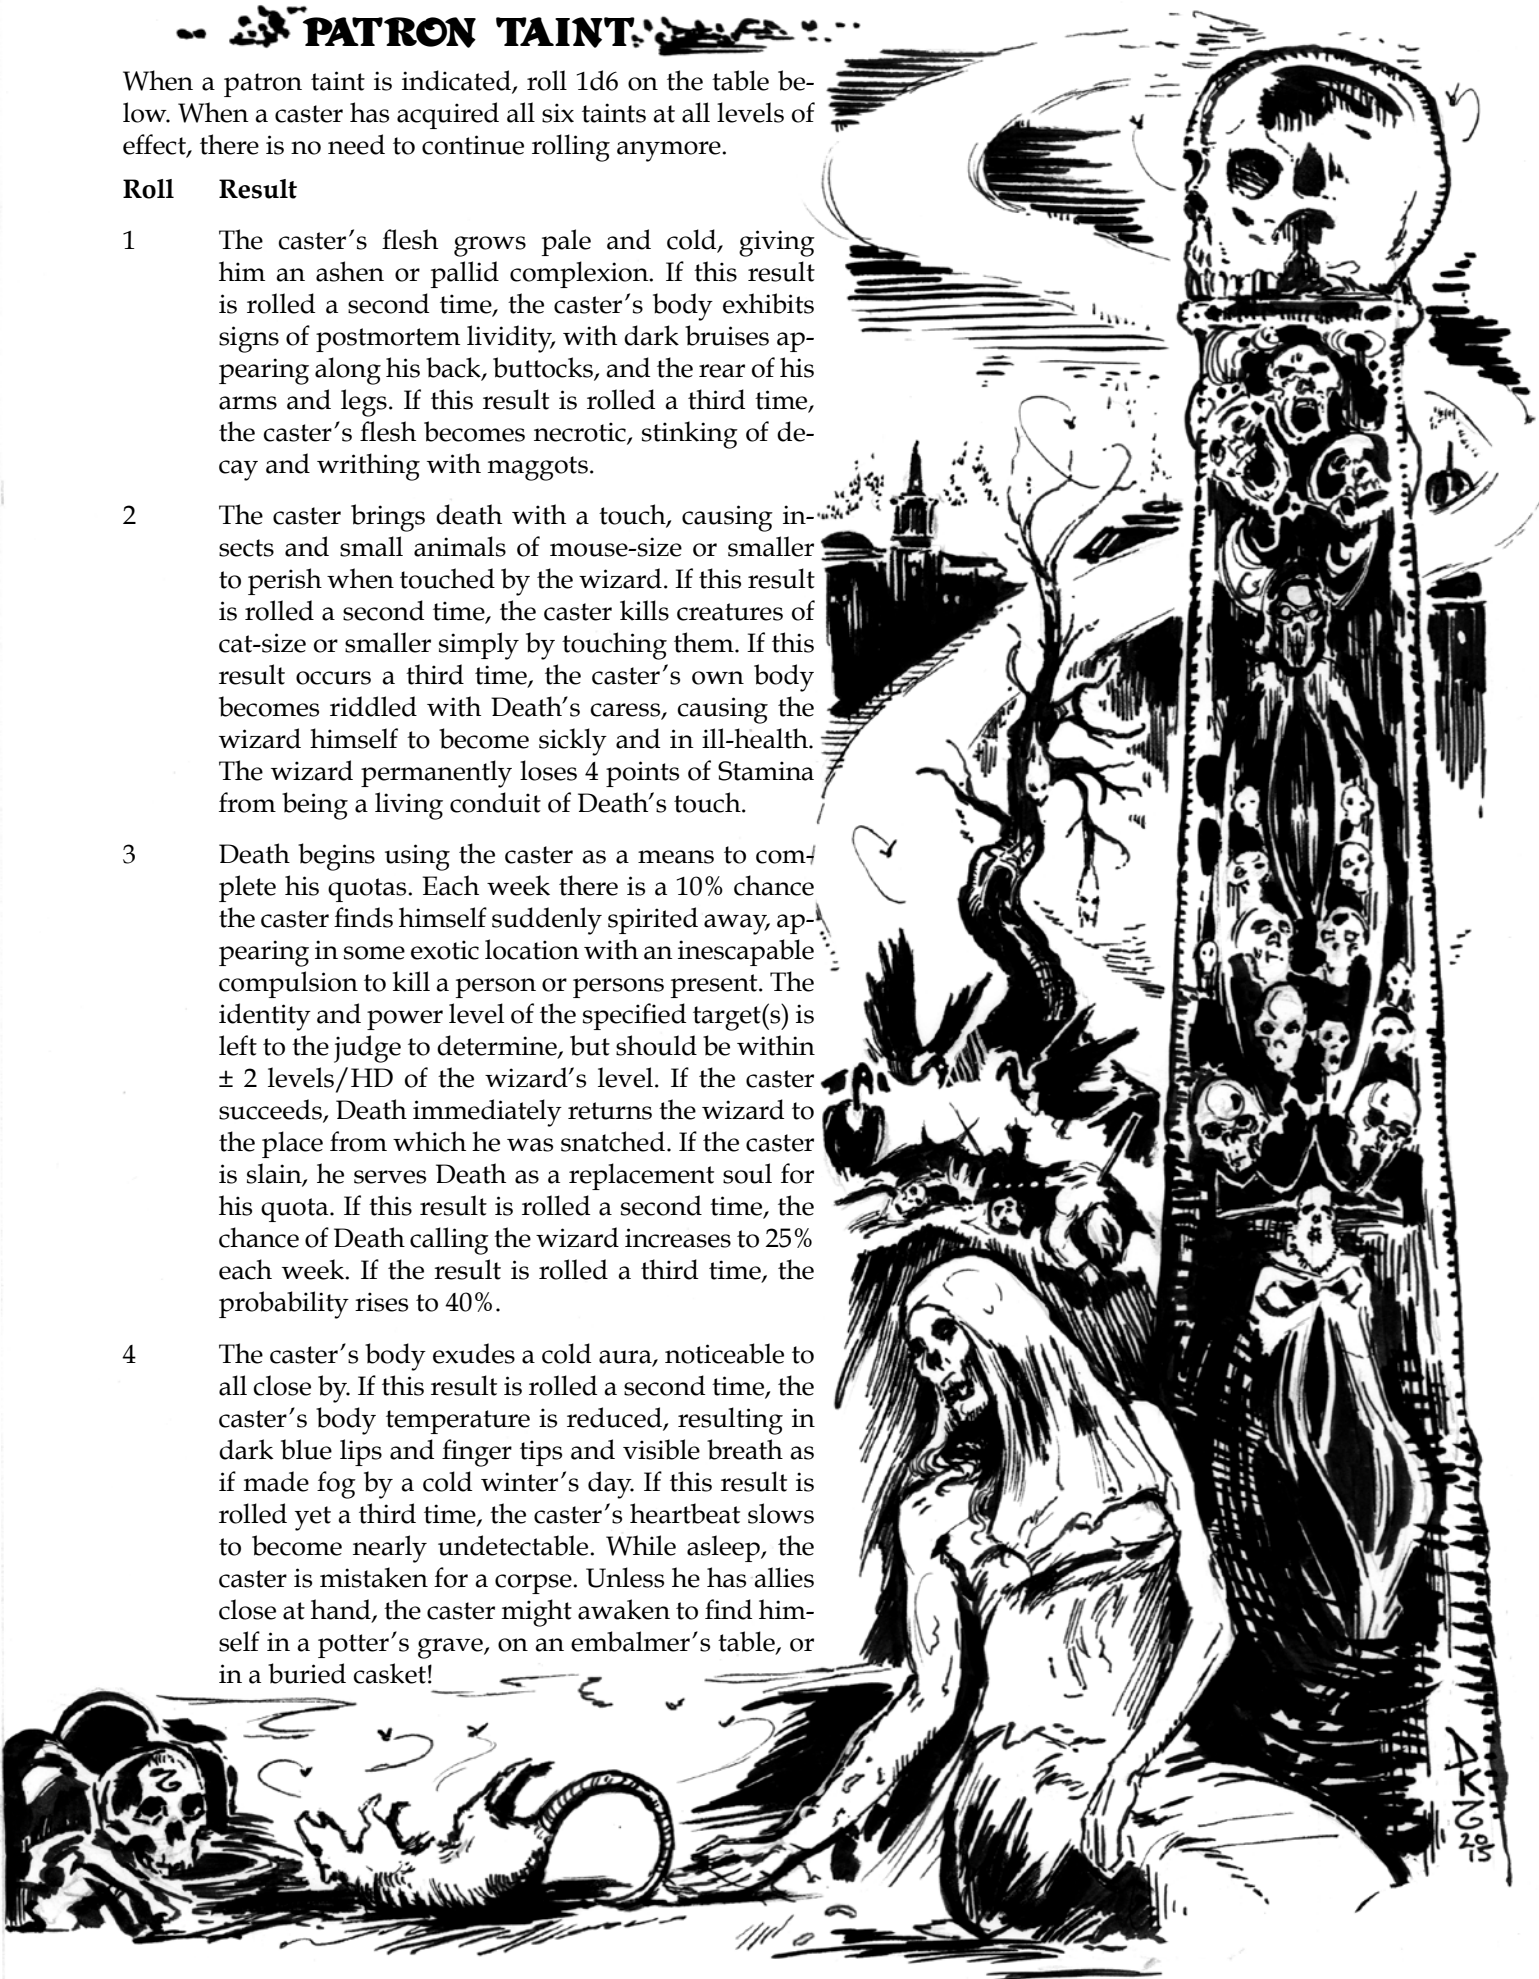 PATRON TAINT
When a patron taint is indicated, roll 1d6 on the table be-
low. When a caster has acquired all six taints at all levels of
effect, there is no need to continue rolling anymore.
Roll Result
1 The caster's flesh grows pale and cold, giving
him an ashen or pallid complexion. If this result
is rolled a second time, the caster's body exhibits
signs of postmortem lividity, with dark bruises ap-
pearing along his back, buttocks, and the rear of his
arms and legs. If this result is rolled a third time,
the caster's flesh becomes necrotic, stinking of de-
cay and writhing with maggots.
2 The caster brings death with a touch, causing in-
sects and small animals of mouse-size or smaller
to perish when touched by the wizard. If this result
is rolled a second time, the caster kills creatures of
cat-size or smaller simply by touching them. If this
result occurs a third time, the caster's own body
becomes riddled with Death's caress, causing the
wizard himself to become sickly and in ill-health.
The wizard permanently loses 4 points of Stamina
from being a living conduit of Death's touch.
3 Death begins using the caster as a means to com-
plete his quotas. Each week there is a 10% chance
the caster finds himself suddenly spirited away, ap-
pearing in some exotic location with an inescapable
compulsion to kill a person or persons present. The
identity and power level of the specified target(s) is
left to the judge to determine, but should be within
± 2 levels/HD of the wizard's level. If the caster
succeeds, Death immediately returns the wizard to
the place from which he was snatched. If the caster
is slain, he serves Death as a replacement soul for
his quota. If this result is rolled a second time, the
chance of Death calling the wizard increases to 25%
each week. If the result is rolled a third time, the
probability rises to 40%.
4 The caster's body exudes a cold aura, noticeable to
all close by. If this result is rolled a second time, the
caster's body temperature is reduced, resulting in
dark blue lips and finger tips and visible breath as
if made fog by a cold winter's day. If this result is
rolled yet a third time, the caster's heartbeat slows
to become nearly undetectable. While asleep, the
caster is mistaken for a corpse. Unless he has allies
close at hand, the caster might awaken to find him-
self in a potter's grave, on an embalmer's table, or
in a buried casket!
20
15